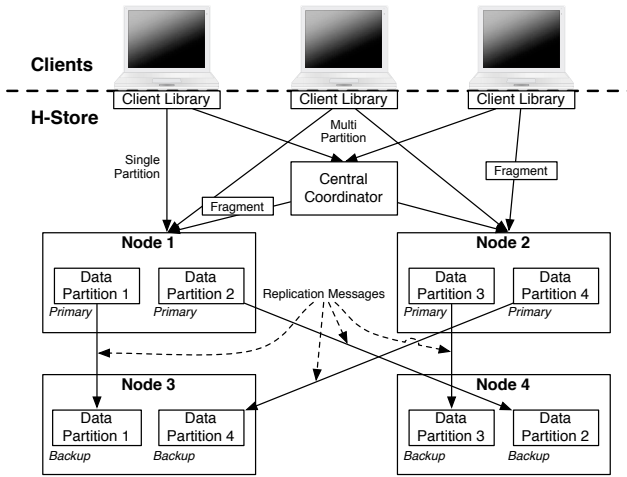 Clients
Client Library
Client Library
Client Library
H-Store
Multi
Partition
Single
Partition
Central
Coordinator
Fragment
Fragment
Node 1
Node 2
Data
Partition 1
Data
Partition 2
Data
Partition 3
Data
Partition 4
Replication Messages
Primary
Primary
Primary
Primary
Node 3
Node 4
Data
Partition 1
Data
Partition 4
Data
Partition 3
Data
Partition 2
Backup
Backup
Backup
Backup